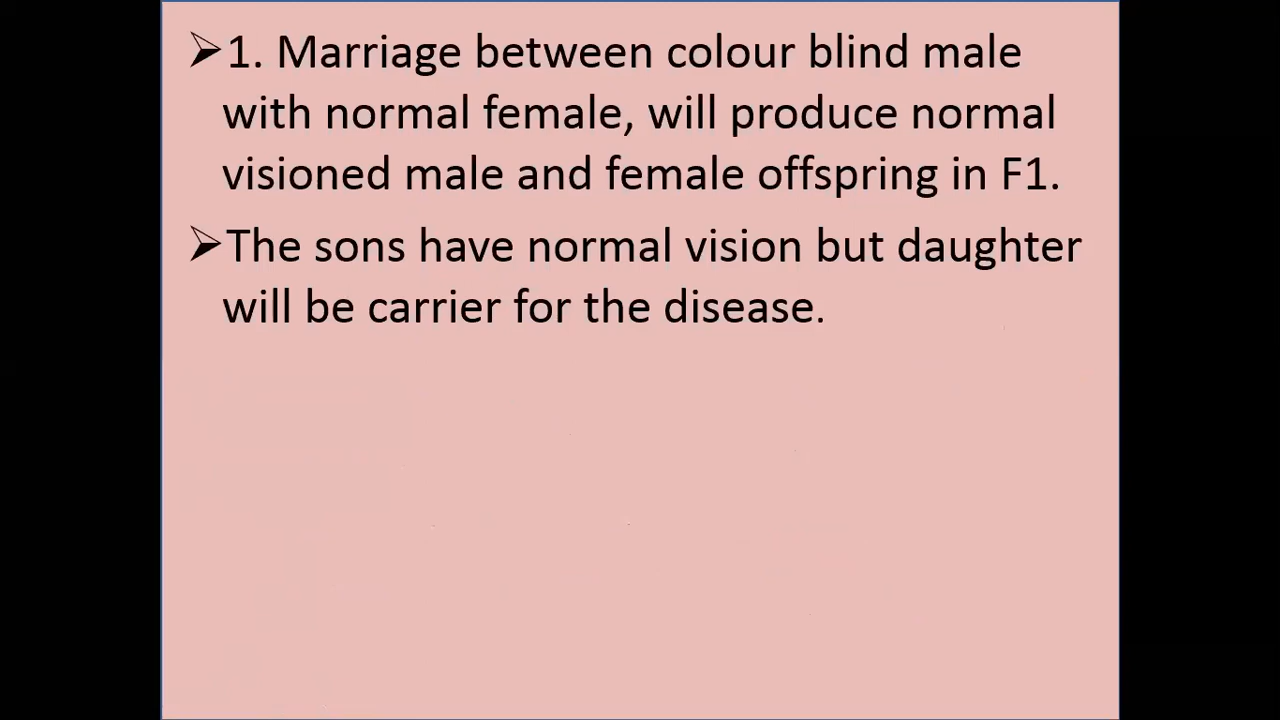 ➢1. Marriage between colour blind male
with normal female, will produce normal
visioned male and female offspring in F1.
➢The sons have normal vision but daughter
will be carrier for the disease.